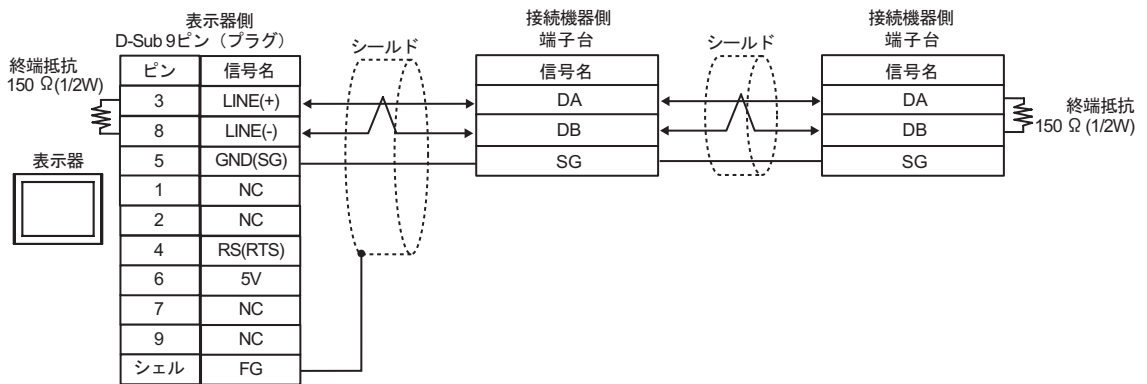 表示器側
D-Sub 9ピン（プラグ）
シールド
接続機器側
端子台
シールド
接続機器側
端子台
終端抵抗
150 Ω(1/2W)
ピン 信号名
3 LINE(+)
8 LINE(-)
5 GND(SG)
1 NC
2 NC
4 RS(RTS)
6 5V
7 NC
9 NC
シェル FG
表示器
信号名
DA
DB
SG
信号名
DA
DB
SG
終端抵抗
150 Ω (1/2W)